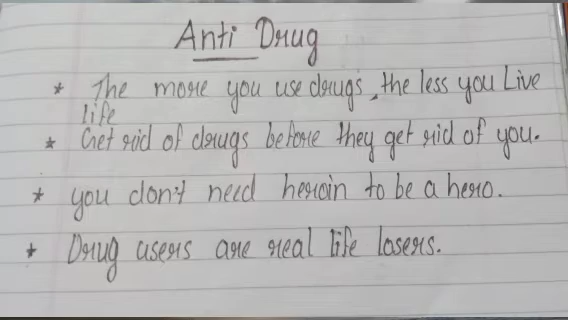 Anti Drug
* The more you use drugs, the less you Live
life
* Get rid of drugs before they get rid of you.
* you don't need heroin to be a hero.
* Drug users are real life losers.